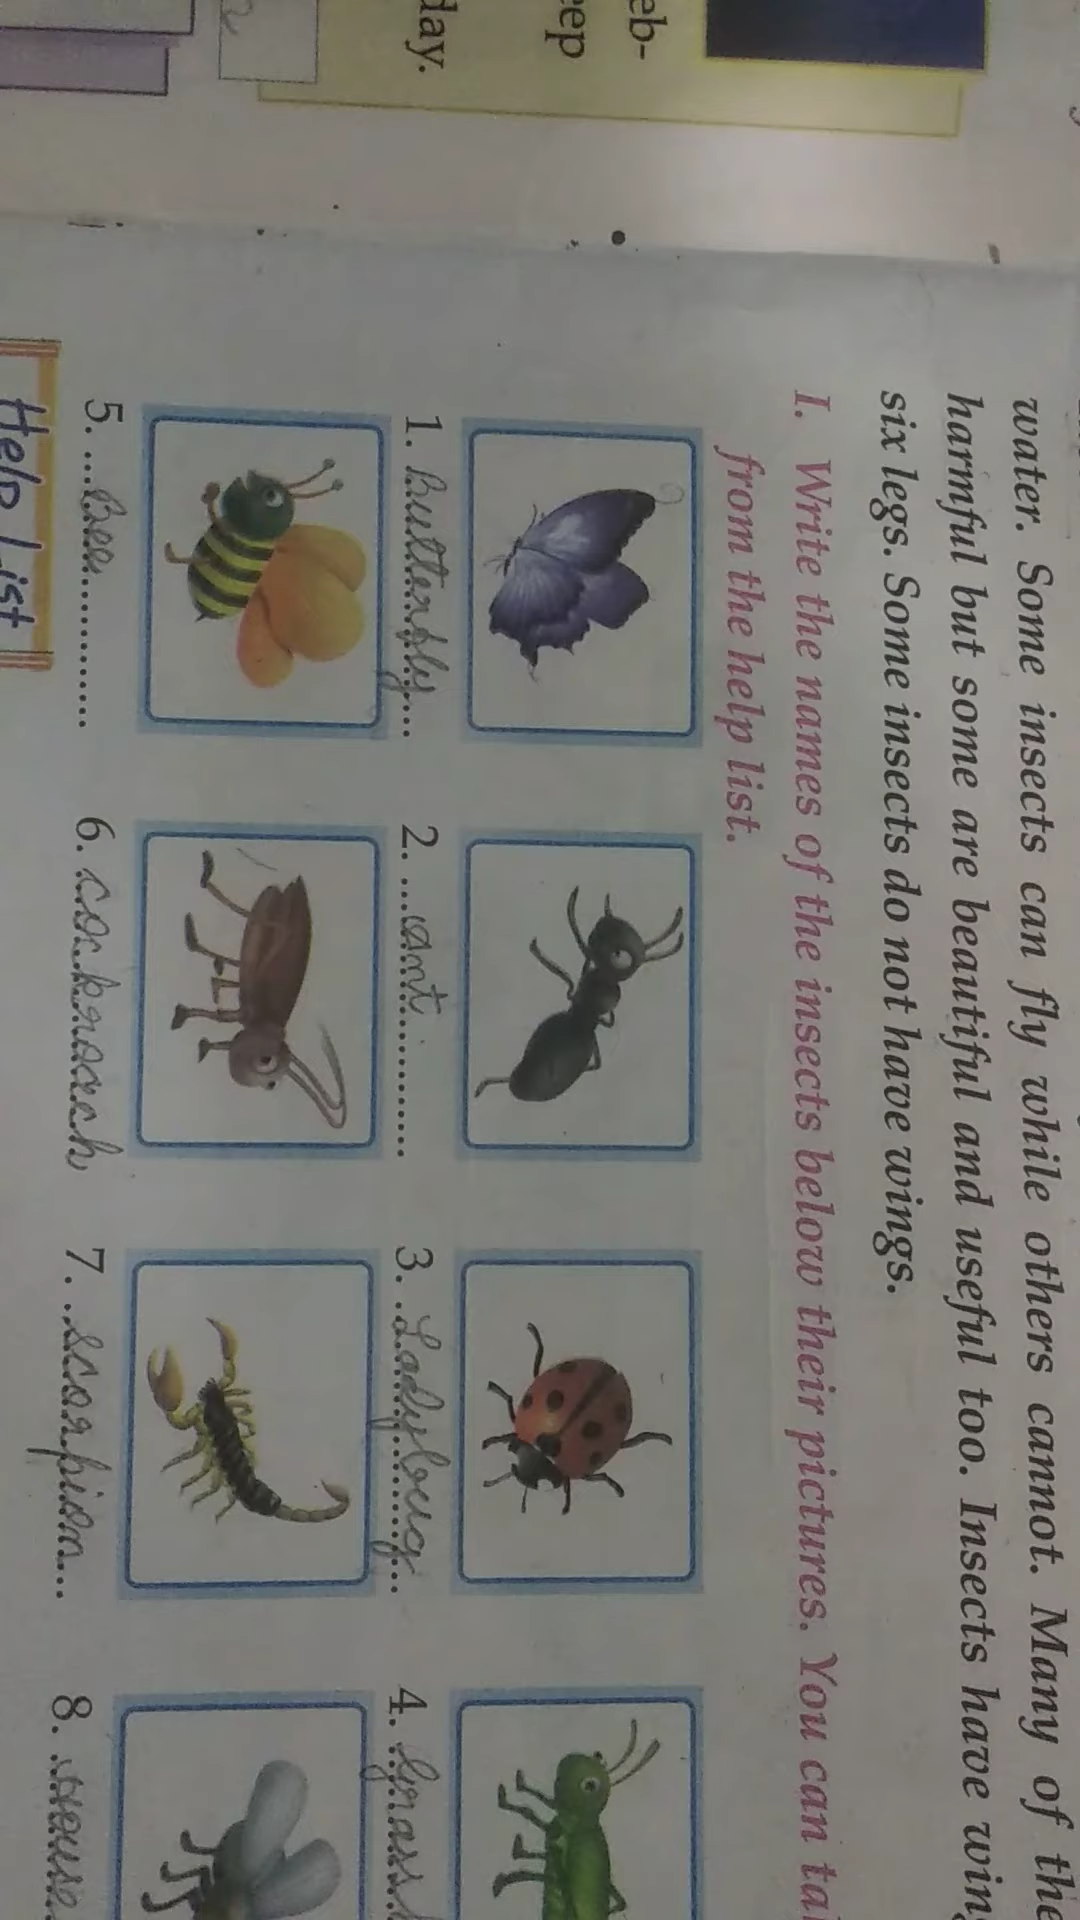 eb-
eep
day.
water. Some insects can fly while others cannot. Many of the
harmful but some are beautiful and useful too. Insects have
six legs. Some insects do not have wings.
I. Write the names of the insects below their pictures. You can
from the help list.
1. Butterfly
2. ant
3. Ladybug
4. Grass
5. Bee
6. cockroach
7. scorpion
8. House
Help List